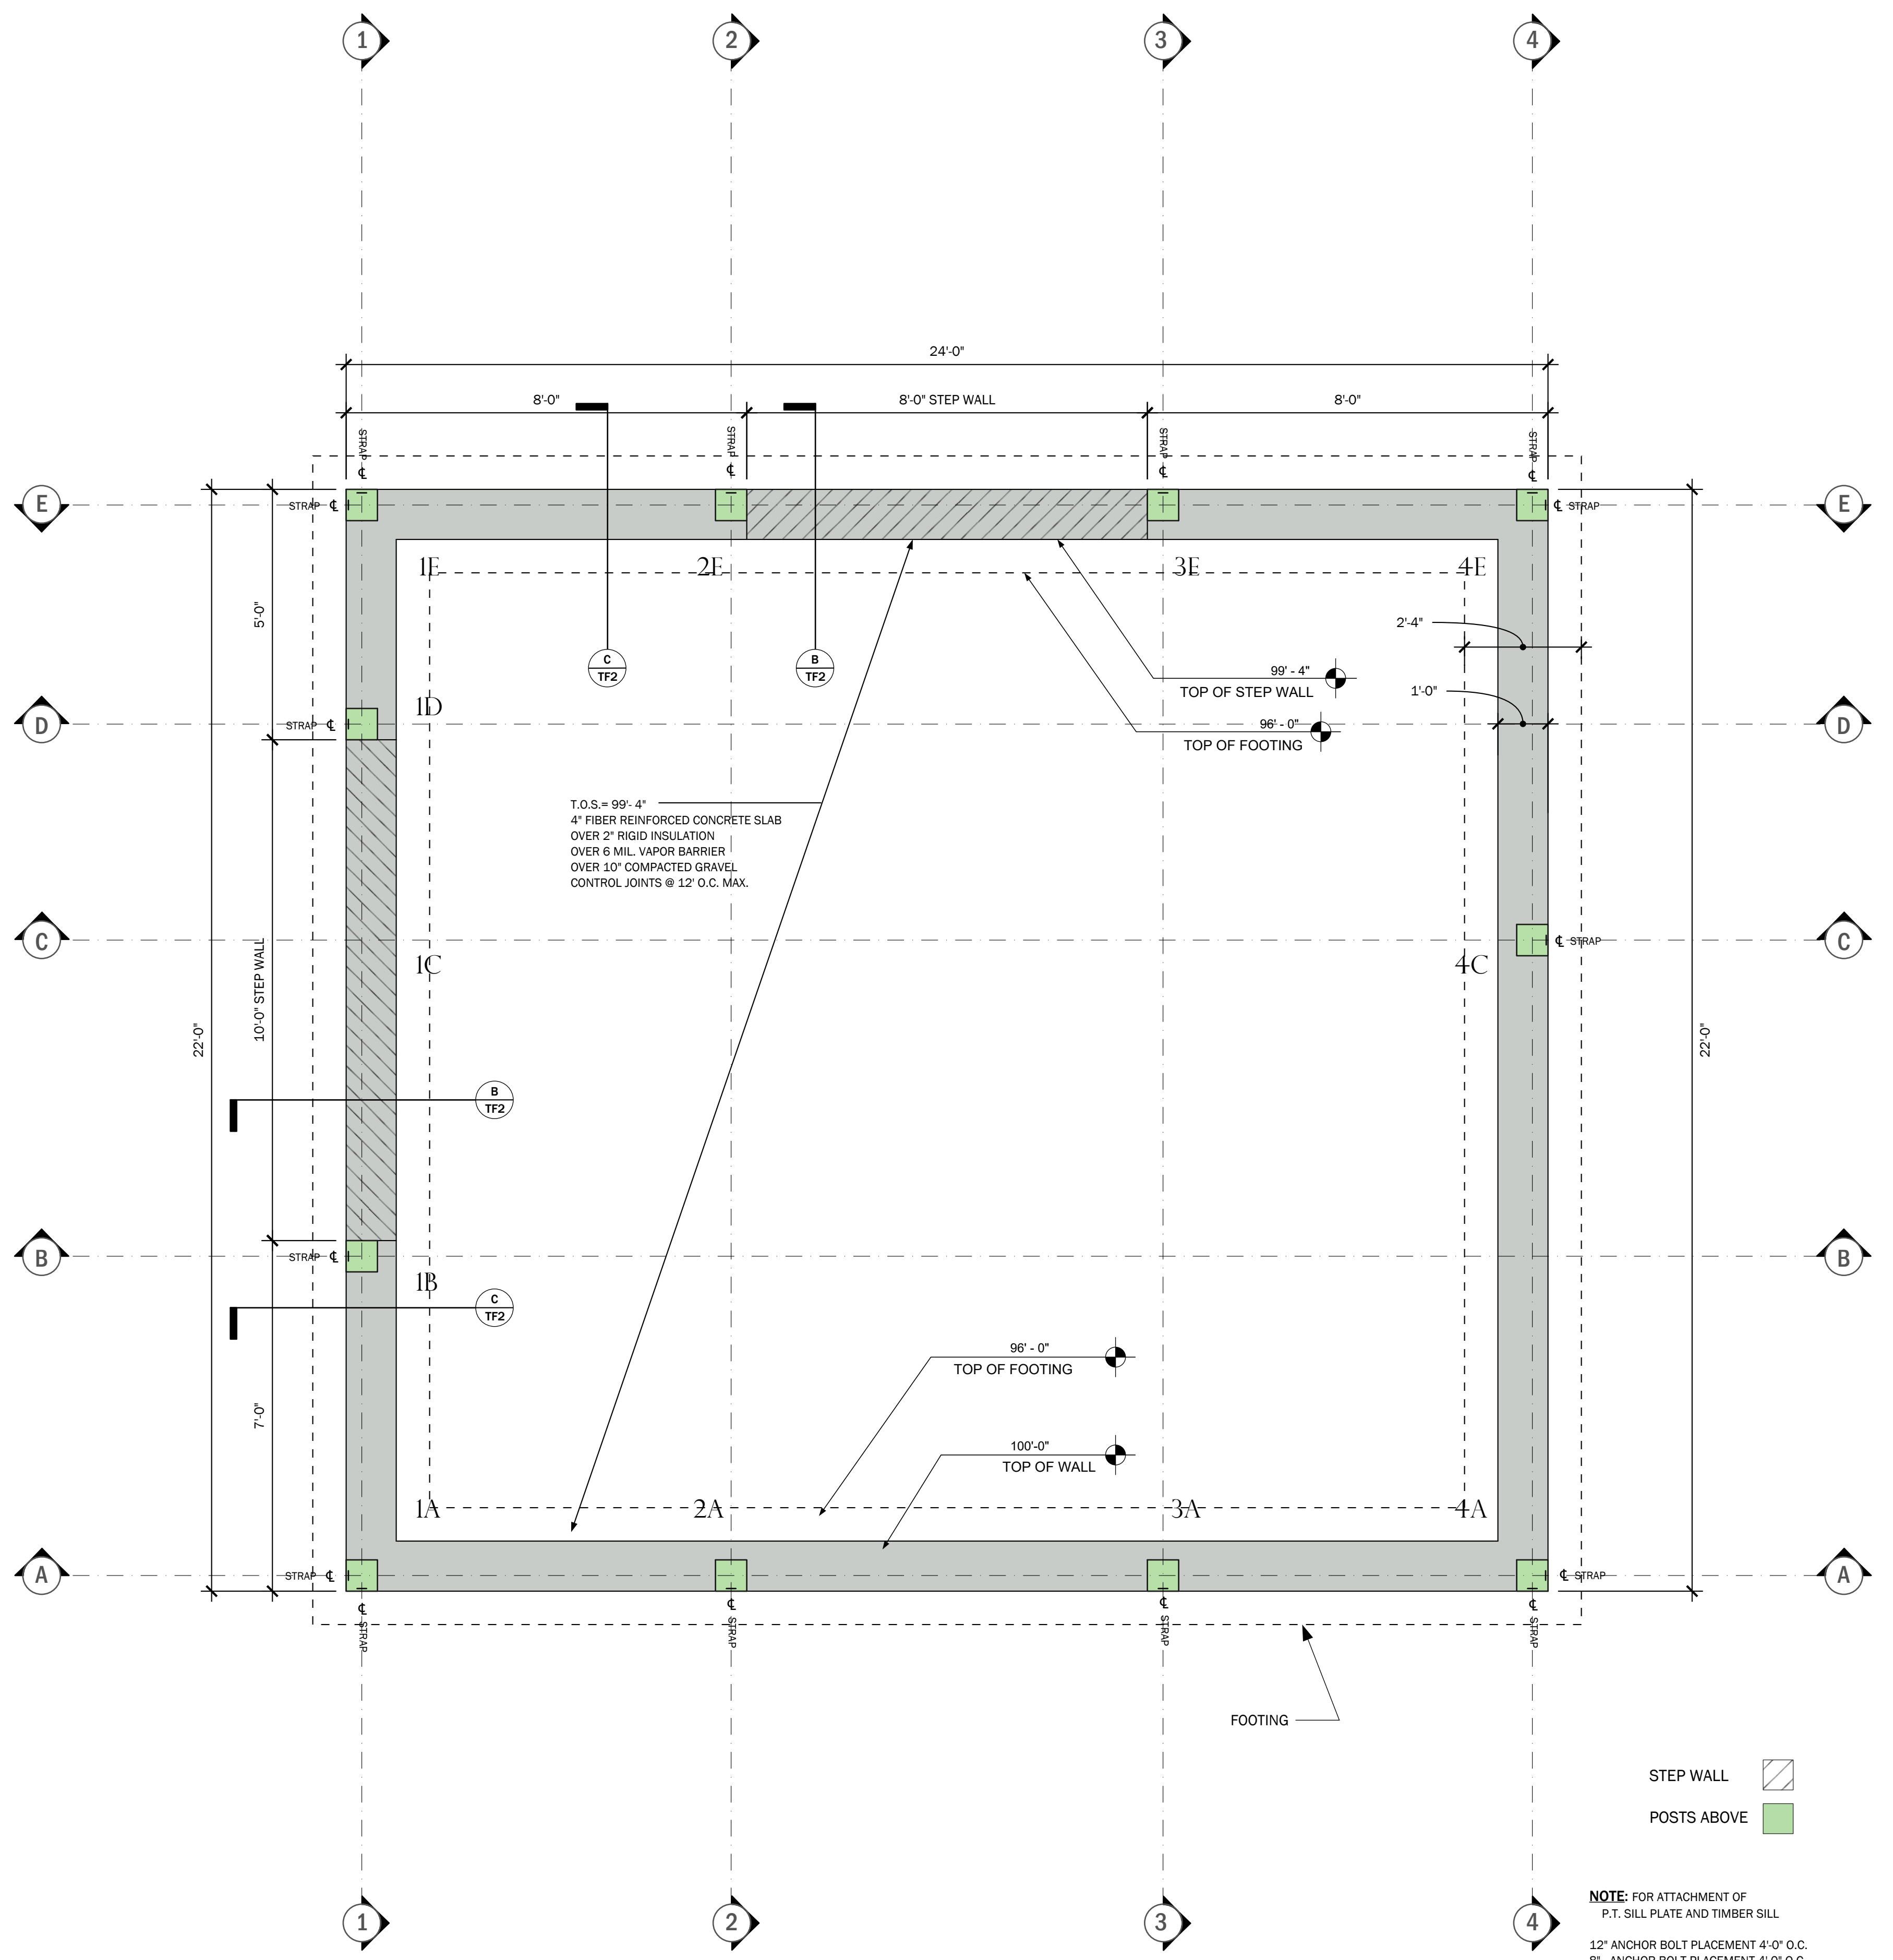 1 2 3 4
24'-0"
8'-0" 8'-0" STEP WALL 8'-0"
STRAP STRAP STRAP STRAP
℄ ℄ ℄ ℄
E STRAP ℄ ℄ STRAP E
1E 2E 3E 4E
5'-0"
2'-4"
C
TF2
B
TF2
99' - 4"
TOP OF STEP WALL
1'-0"
1D
D STRAP ℄ D
96' - 0"
TOP OF FOOTING
T.O.S.= 99'- 4"
4" FIBER REINFORCED CONCRETE SLAB
OVER 2" RIGID INSULATION
OVER 6 MIL. VAPOR BARRIER
OVER 10" COMPACTED GRAVEL
CONTROL JOINTS @ 12' O.C. MAX.
C ℄ STRAP C
1C 4C
10'-0" STEP WALL
22'-0" 22'-0"
B
TF2
B STRAP ℄ B
1B
C
TF2
96' - 0"
TOP OF FOOTING
7'-0"
100'-0"
TOP OF WALL
1A 2A 3A 4A
A STRAP ℄ ℄ STRAP A
℄ ℄ ℄ ℄
STRAP STRAP STRAP STRAP
FOOTING
STEP WALL
POSTS ABOVE
NOTE: FOR ATTACHMENT OF
P.T. SILL PLATE AND TIMBER SILL
1 2 3 4
12" ANCHOR BOLT PLACEMENT 4'-0" O.C.
8" ANCHOR BOLT PLACEMENT 4'-0" O.C.